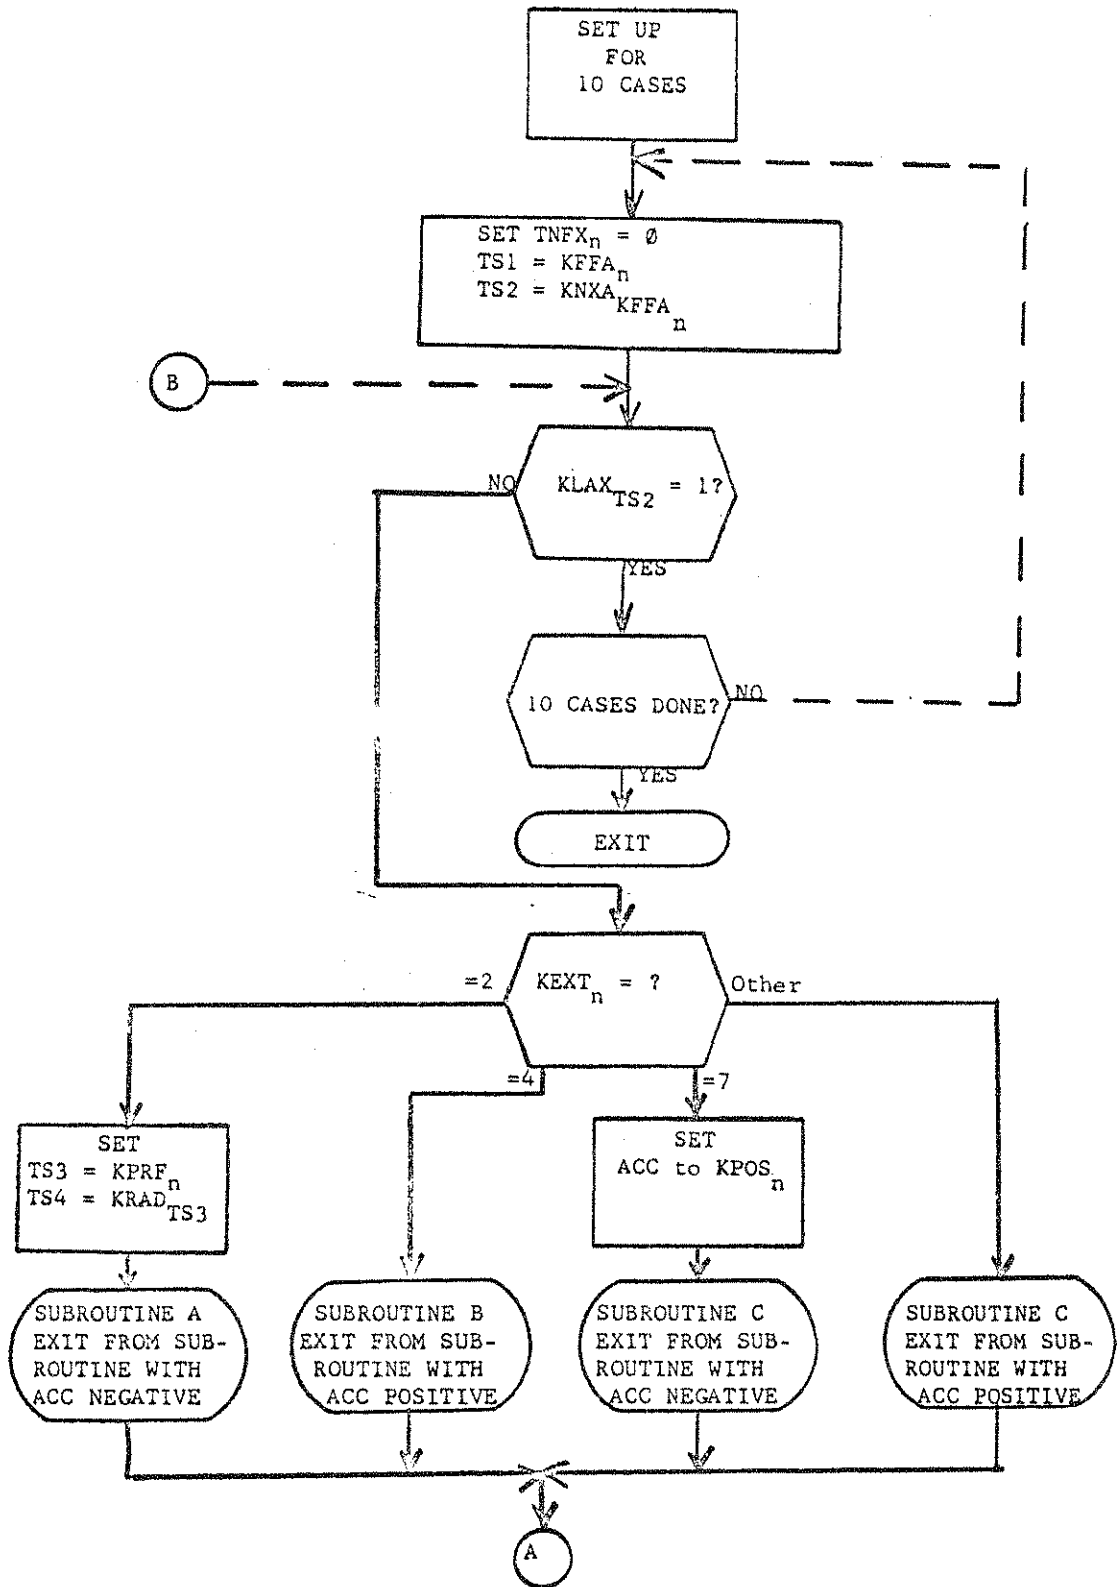 SET UP
FOR
10 CASES
SET TNFXn = Ø
TS1 = KFFAn
TS2 = KNXAKFFAn
B
NO
KLAXTS2 = 1?
YES
10 CASES DONE?
NO
YES
EXIT
=2
KEXTn = ?
Other
=4
=7
SET
TS3 = KPRFn
TS4 = KRADTS3
SET
ACC to KPOSn
SUBROUTINE A
EXIT FROM SUB-
ROUTINE WITH
ACC NEGATIVE
SUBROUTINE B
EXIT FROM SUB-
ROUTINE WITH
ACC POSITIVE
SUBROUTINE C
EXIT FROM SUB-
ROUTINE WITH
ACC NEGATIVE
SUBROUTINE C
EXIT FROM SUB-
ROUTINE WITH
ACC POSITIVE
A